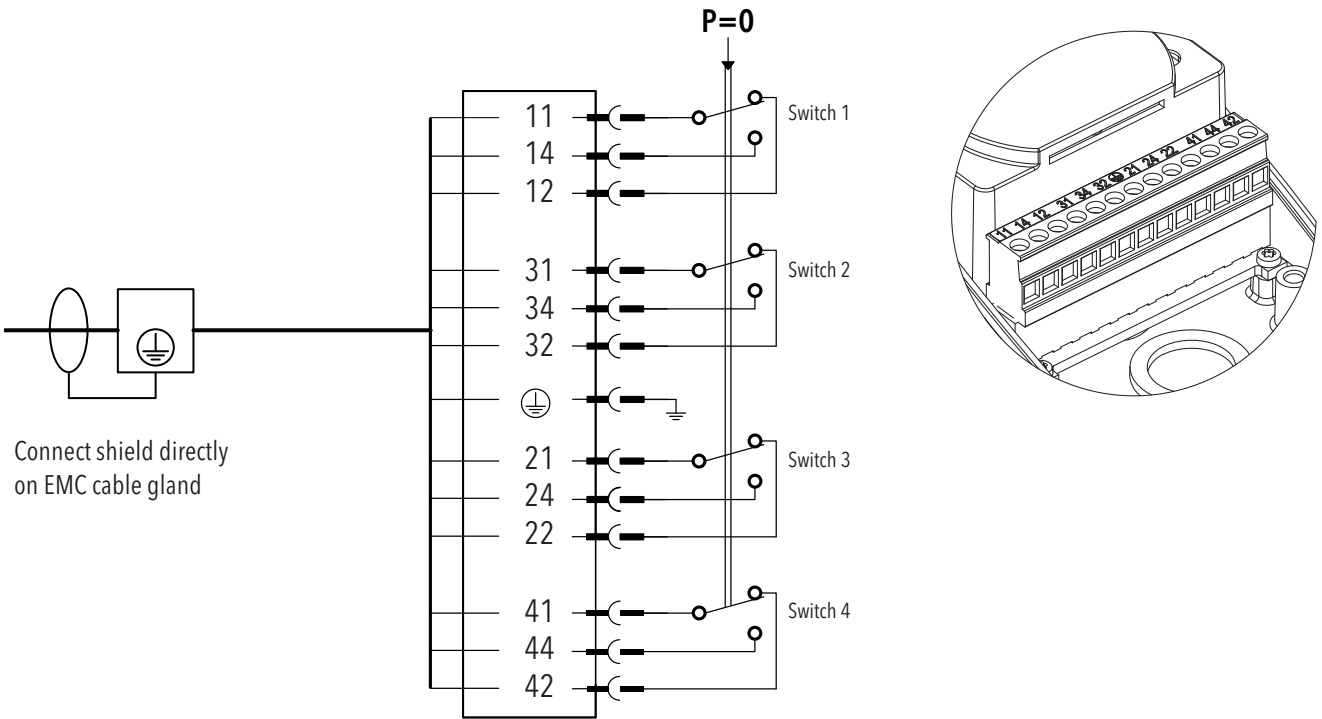 P=0
11
14
12
Switch 1
31
34
32
Switch 2
21
24
22
Switch 3
41
44
42
Switch 4
Connect shield directly
on EMC cable gland
11 14 12 31 34 32 21 24 22 41 44 42